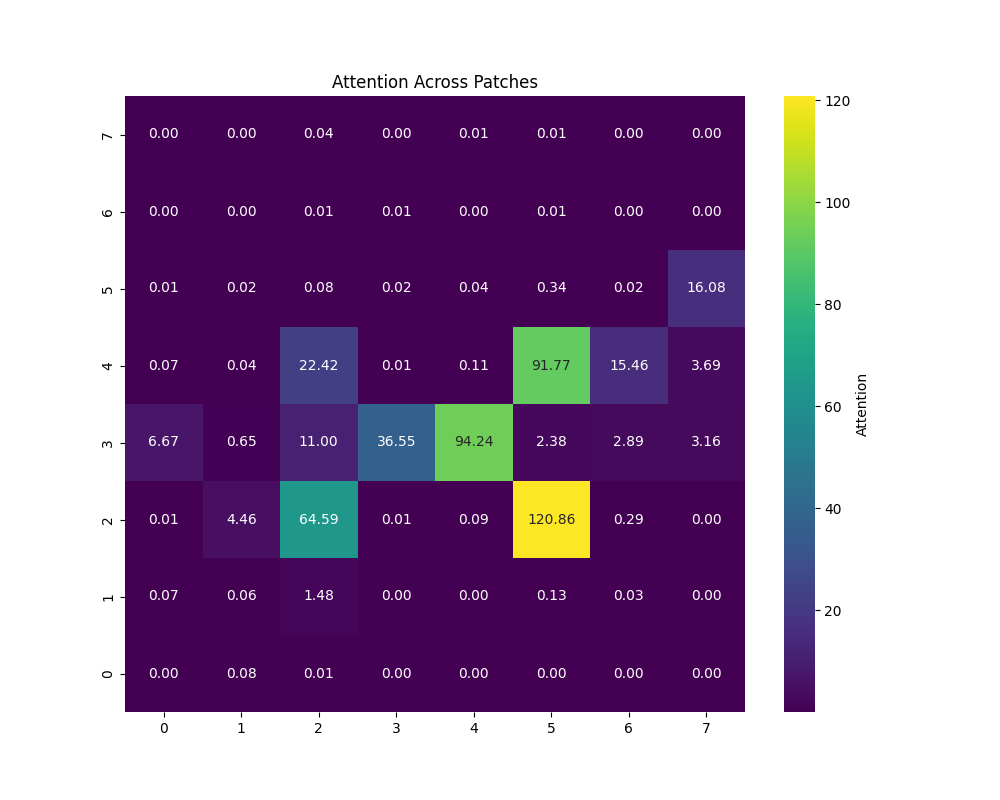 Attention Across Patches
7 0.00 0.00 0.04 0.00 0.01 0.01 0.00 0.00
6 0.00 0.00 0.01 0.01 0.00 0.01 0.00 0.00
5 0.01 0.02 0.08 0.02 0.04 0.34 0.02 16.08
4 0.07 0.04 22.42 0.01 0.11 91.77 15.46 3.69
3 6.67 0.65 11.00 36.55 94.24 2.38 2.89 3.16
2 0.01 4.46 64.59 0.01 0.09 120.86 0.29 0.00
1 0.07 0.06 1.48 0.00 0.00 0.13 0.03 0.00
0 0.00 0.08 0.01 0.00 0.00 0.00 0.00 0.00
0 1 2 3 4 5 6 7
120
100
80
60
40
20
Attention